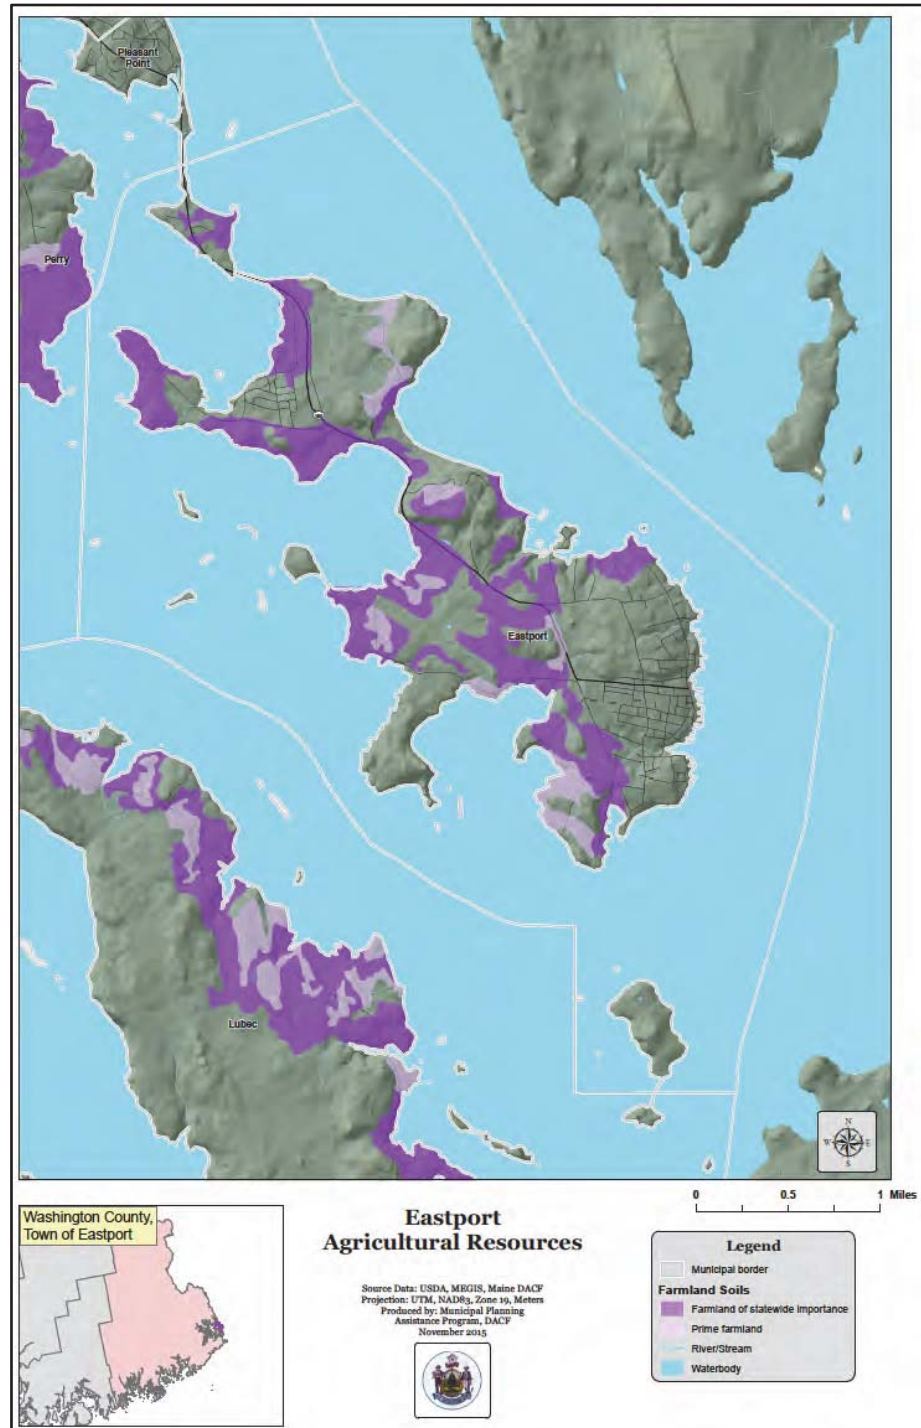 Pleasant
Point
Perry
Eastport
Lubec
N
W
E
S
0
0.5
1 Miles
Washington County,
Town of Eastport
Eastport
Agricultural Resources
Source Data: USDA, MEGIS, Maine DACF
Projection: UTM, NAD83, Zone 19, Meters
Produced by: Municipal Planning
Assistance Program, DACF
November 2015
Legend
Municipal border
Farmland Soils
Farmland of statewide importance
Prime farmland
River/Stream
Waterbody